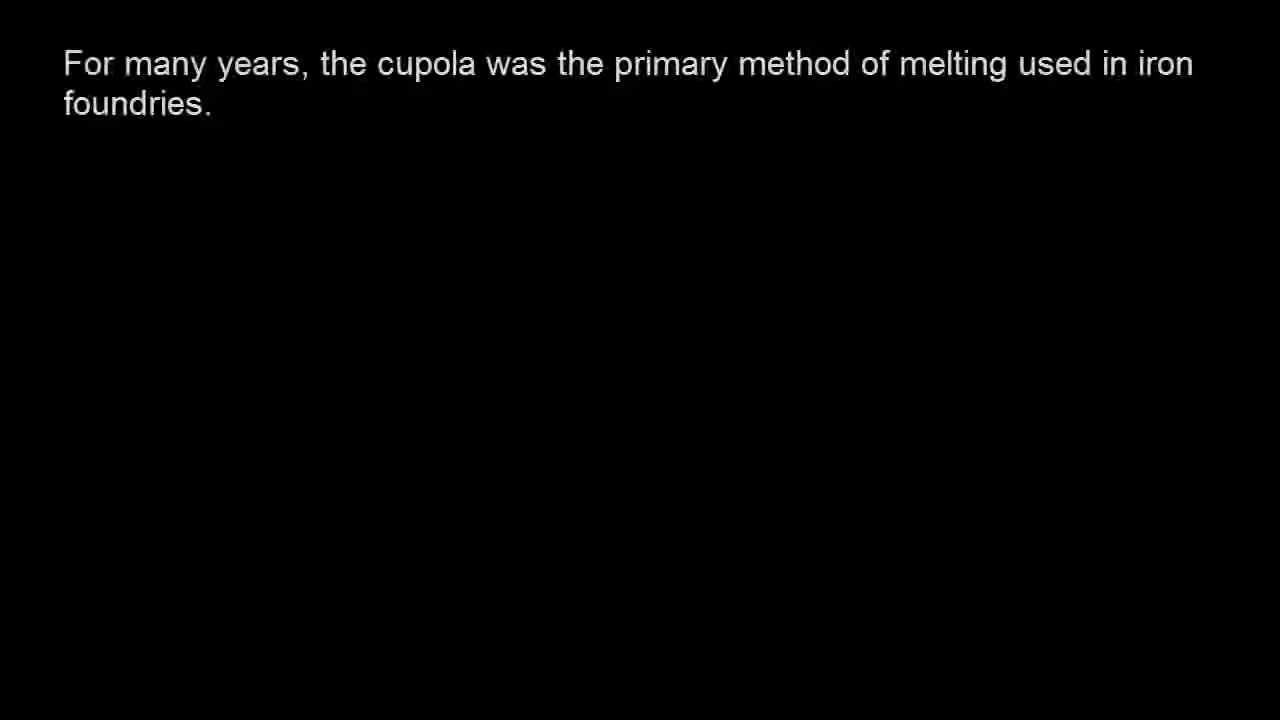 For many years, the cupola was the primary method of melting used in iron
foundries.